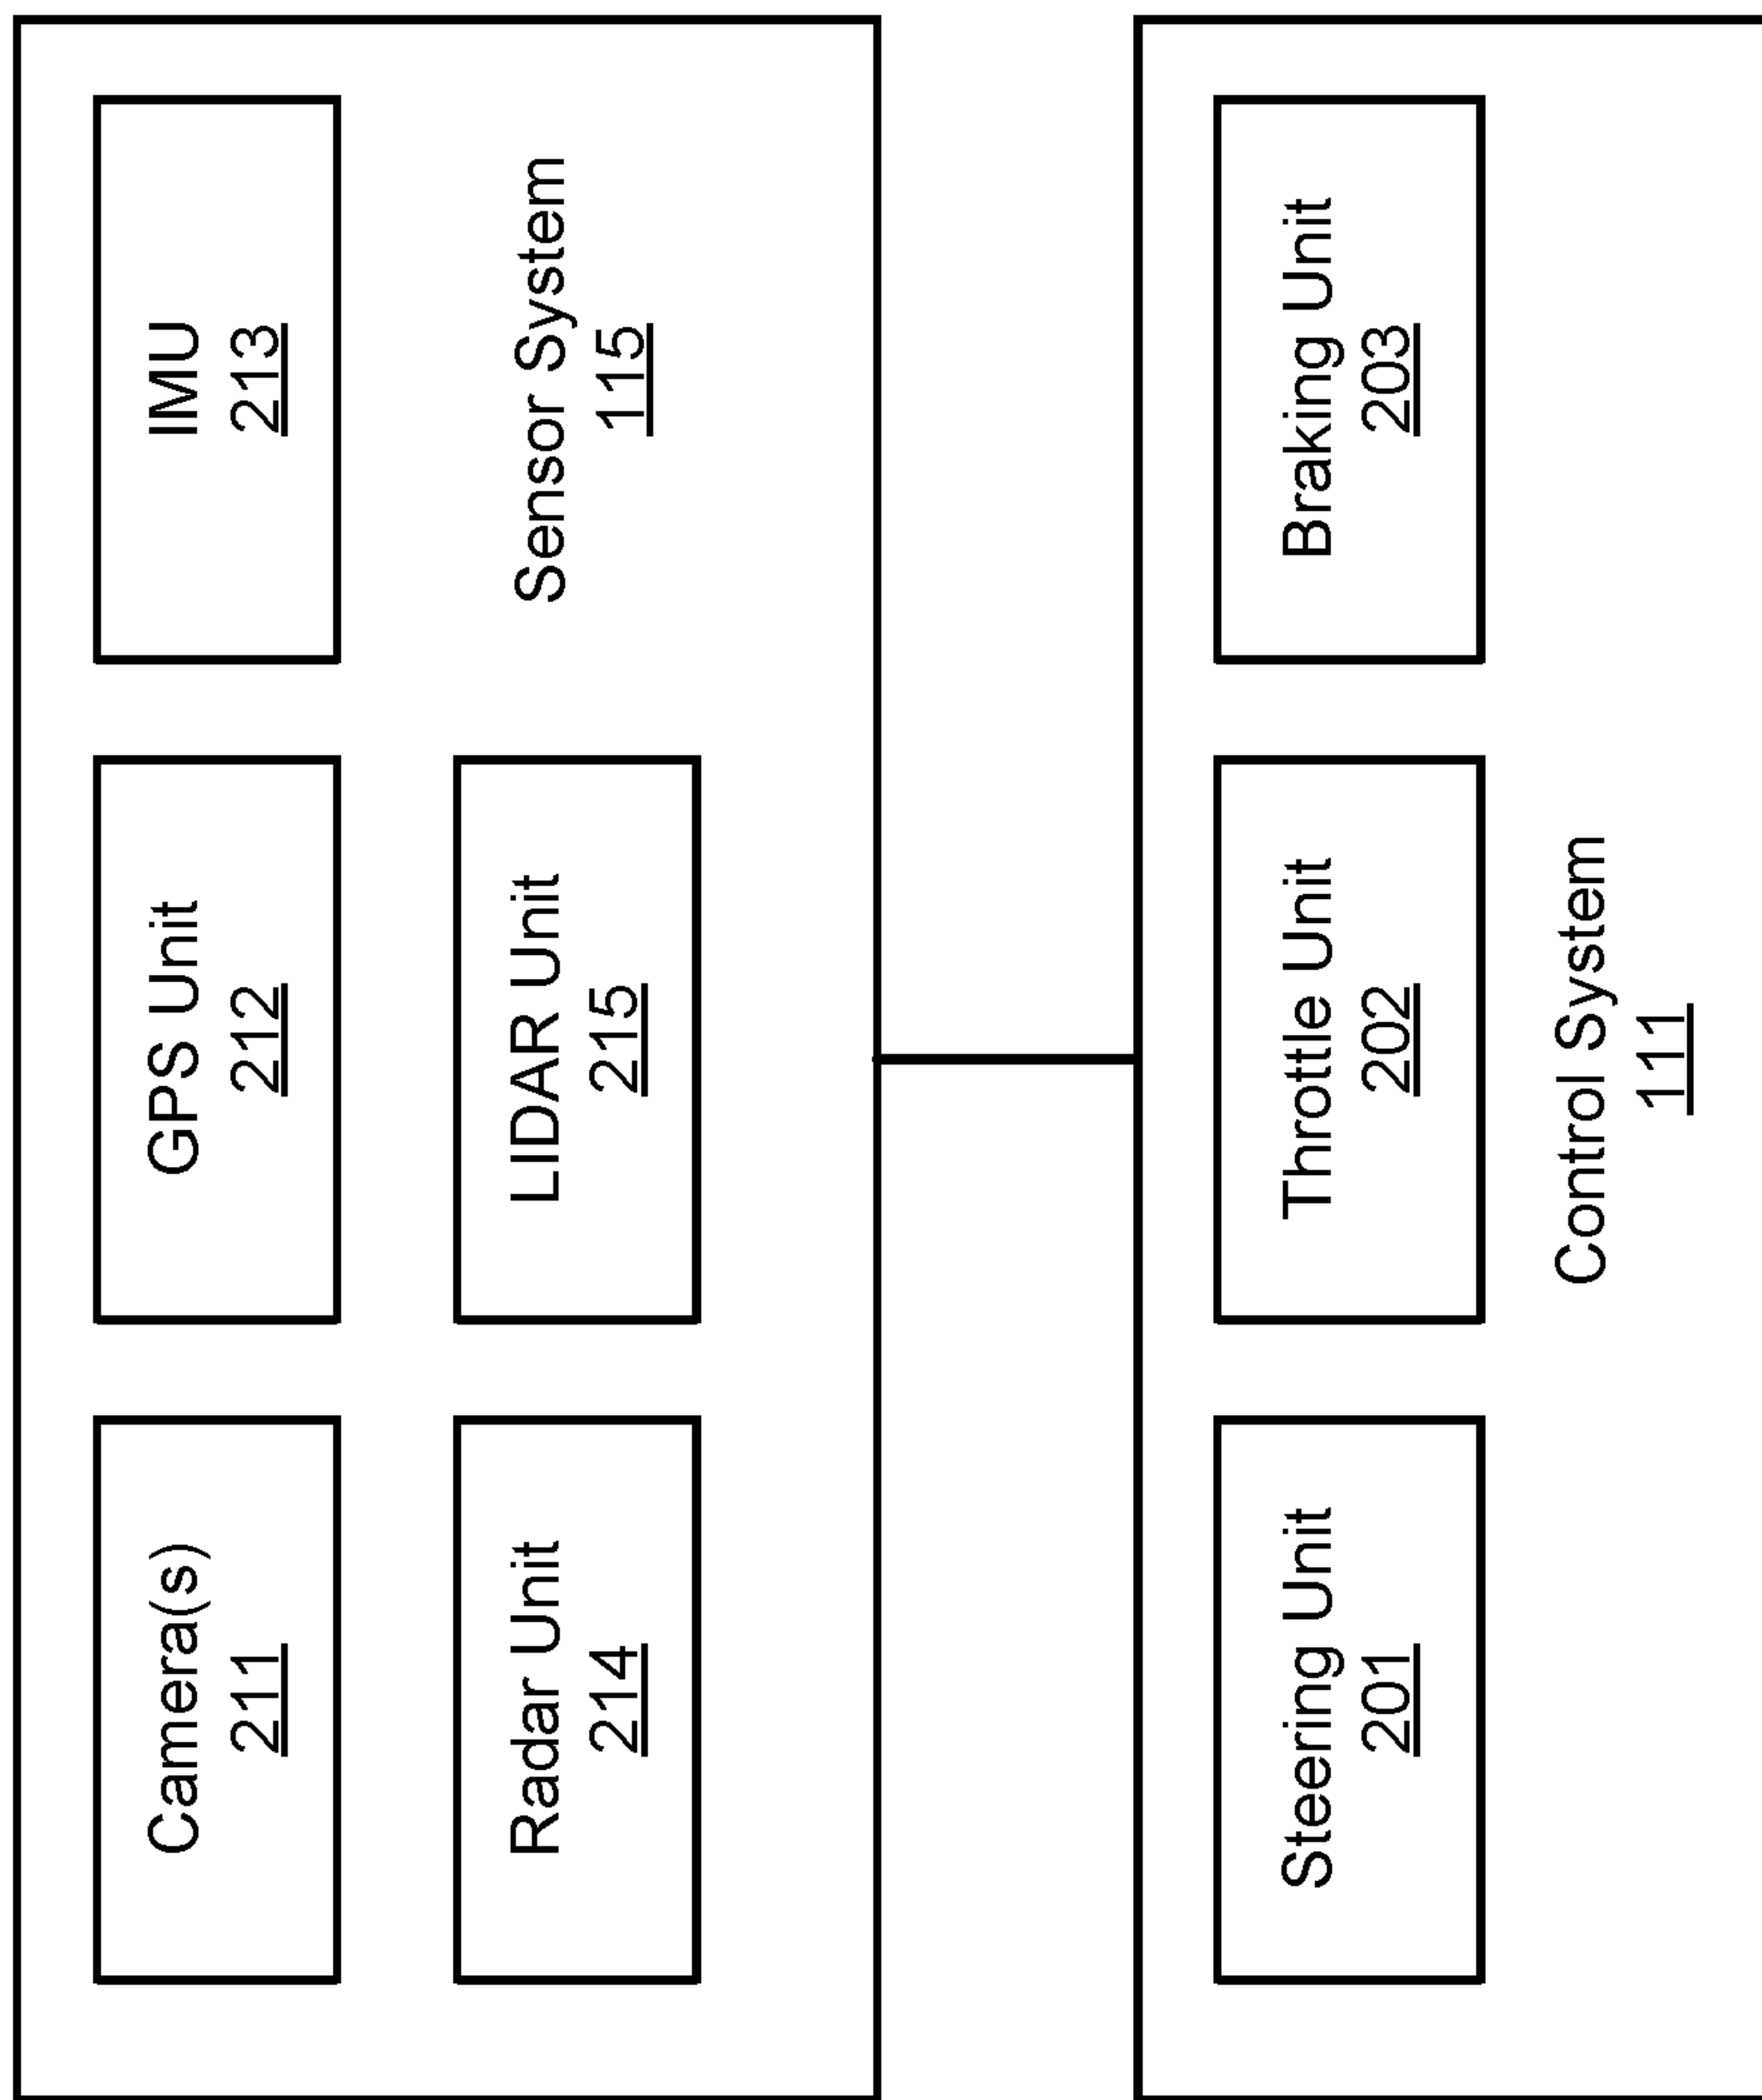 Camera(s)
211
GPS Unit
212
IMU
213
Radar Unit
214
LIDAR Unit
215
Sensor System
115
Steering Unit
201
Throttle Unit
202
Braking Unit
203
Control System
111